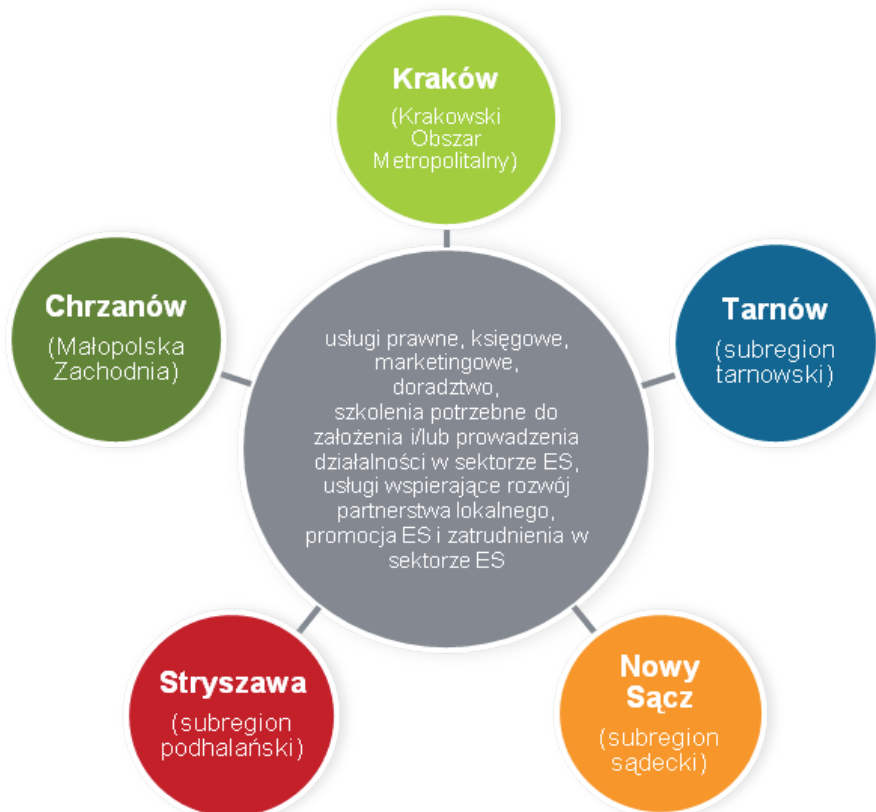 Kraków
(Krakowski
Obszar
Metropolitalny)
Chrzanów
(Małopolska
Zachodnia)
Tarnów
(subregion
tarnowski)
usługi prawne, księgowe,
marketingowe,
doradztwo,
szkolenia potrzebne do
założenia i/lub prowadzenia
działalności w sektorze ES,
usługi wspierające rozwój
partnerstwa lokalnego,
promocja ES i zatrudnienia w
sektorze ES
Stryszawa
(subregion
podhalański)
Nowy
Sącz
(subregion
sądecki)